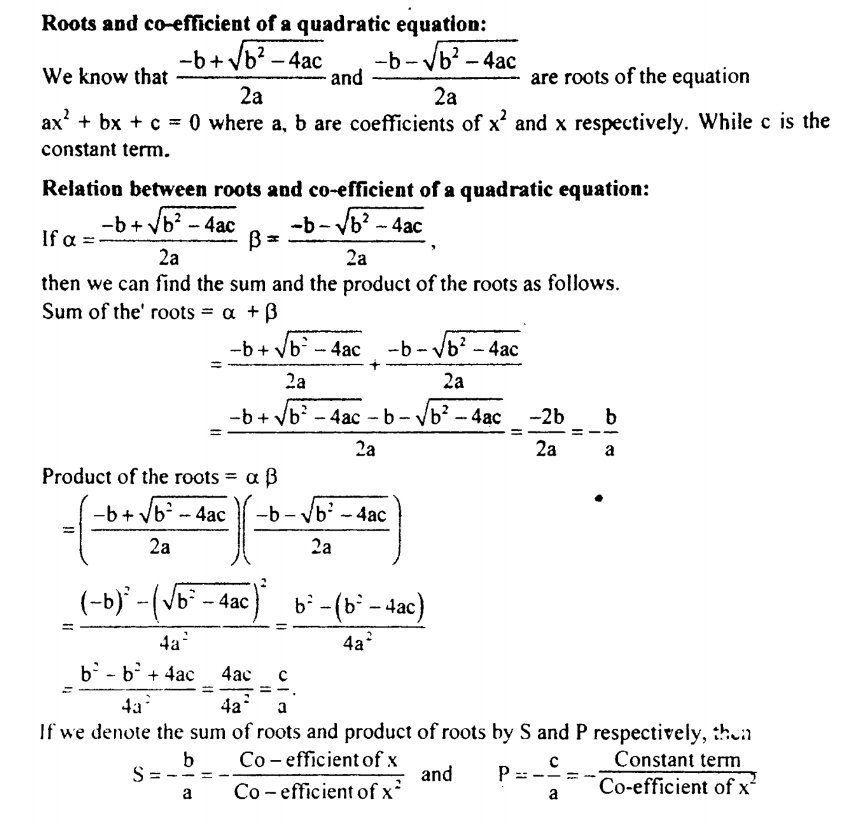 Roots and co-efficient of a quadratic equation:
We know that (-b + √(b² – 4ac))/2a and (-b – √(b² – 4ac))/2a are roots of the equation
ax² + bx + c = 0 where a, b are coefficients of x² and x respectively. While c is the
constant term.
Relation between roots and co-efficient of a quadratic equation:
If α = (-b + √(b² – 4ac))/2a β = (-b – √(b² – 4ac))/2a ,
then we can find the sum and the product of the roots as follows.
Sum of the' roots = α + β
= (-b + √(b² – 4ac))/2a + (-b – √(b² – 4ac))/2a
= (-b + √(b² – 4ac) – b – √(b² – 4ac))/2a = -2b/2a = -b/a
Product of the roots = α β
= ((-b + √(b² – 4ac))/2a)((-b – √(b² – 4ac))/2a)
= ((-b)² – (√(b² – 4ac))²)/4a² = (b² – (b² – 4ac))/4a²
= (b² – b² + 4ac)/4a² = 4ac/4a² = c/a.
If we denote the sum of roots and product of roots by S and P respectively, then
S = – b/a = – Co – efficient of x/Co – efficient of x² and P = – c/a = – Constant term/Co-efficient of x²